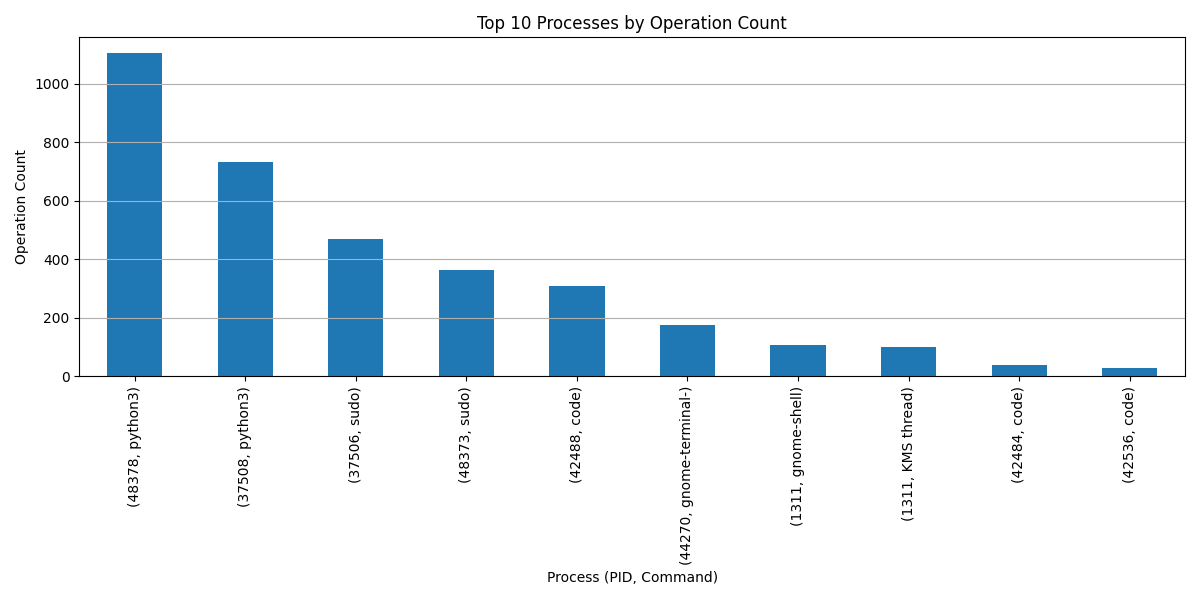 Top 10 Processes by Operation Count
Operation Count
1000
800
600
400
200
0
(48378, python3)
(37508, python3)
(37506, sudo)
(48373, sudo)
(42488, code)
(44270, gnome-terminal-)
(1311, gnome-shell)
(1311, KMS thread)
(42484, code)
(42536, code)
Process (PID, Command)